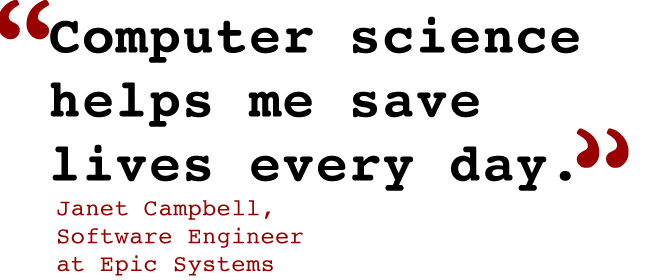 “Computer science
helps me save
lives every day.”
Janet Campbell,
Software Engineer
at Epic Systems